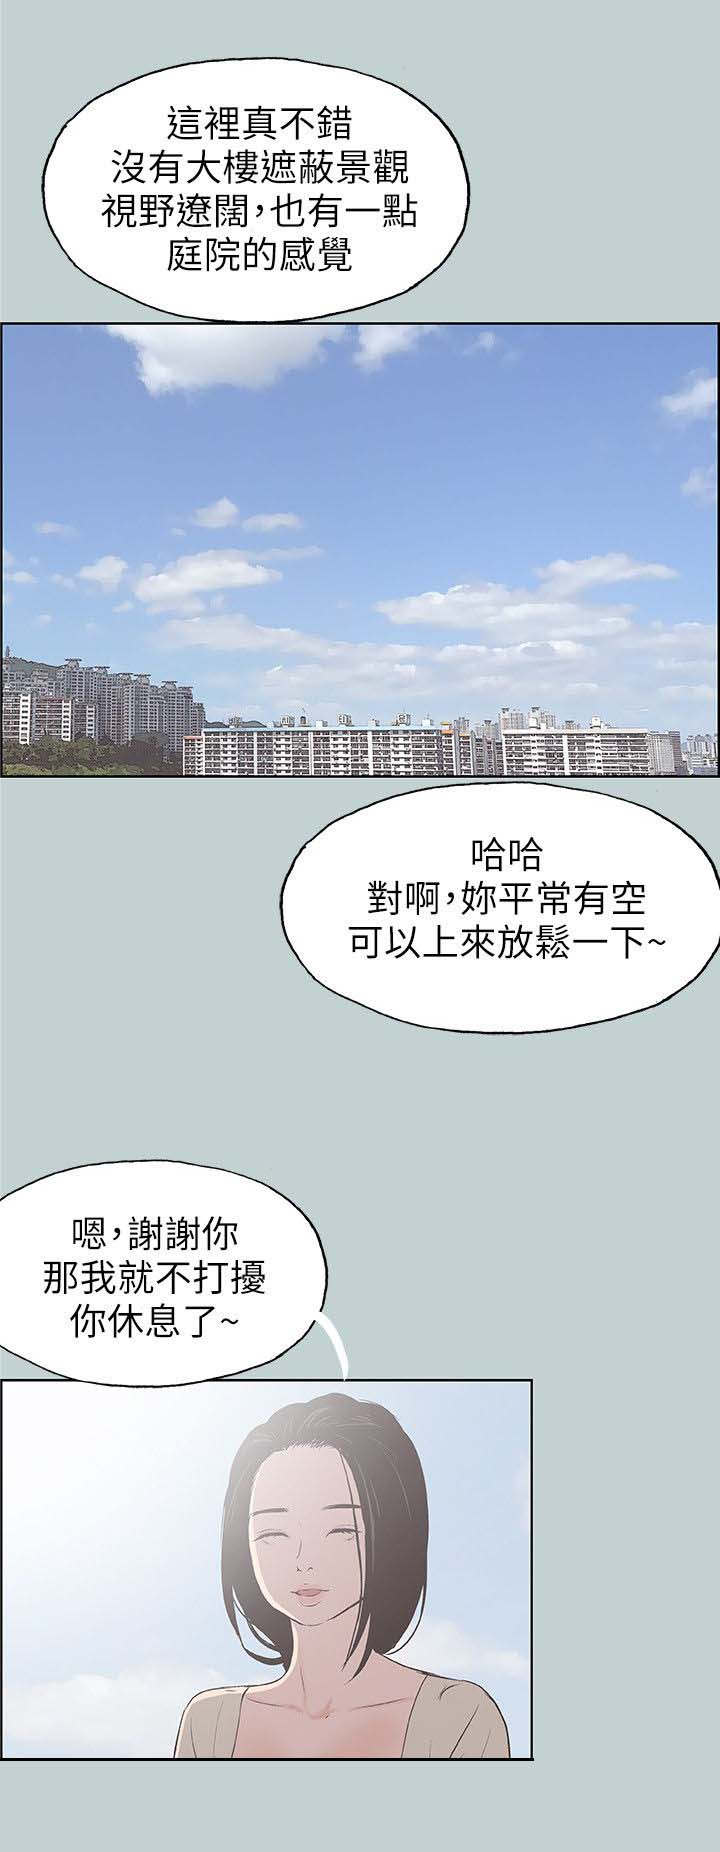 這裡真不錯
沒有大樓遮蔽景觀
視野遼闊，也有一點
庭院的感覺
哈哈
對啊，妳平常有空
可以上來放鬆一下~
嗯，謝謝你
那我就不打擾
你休息了~